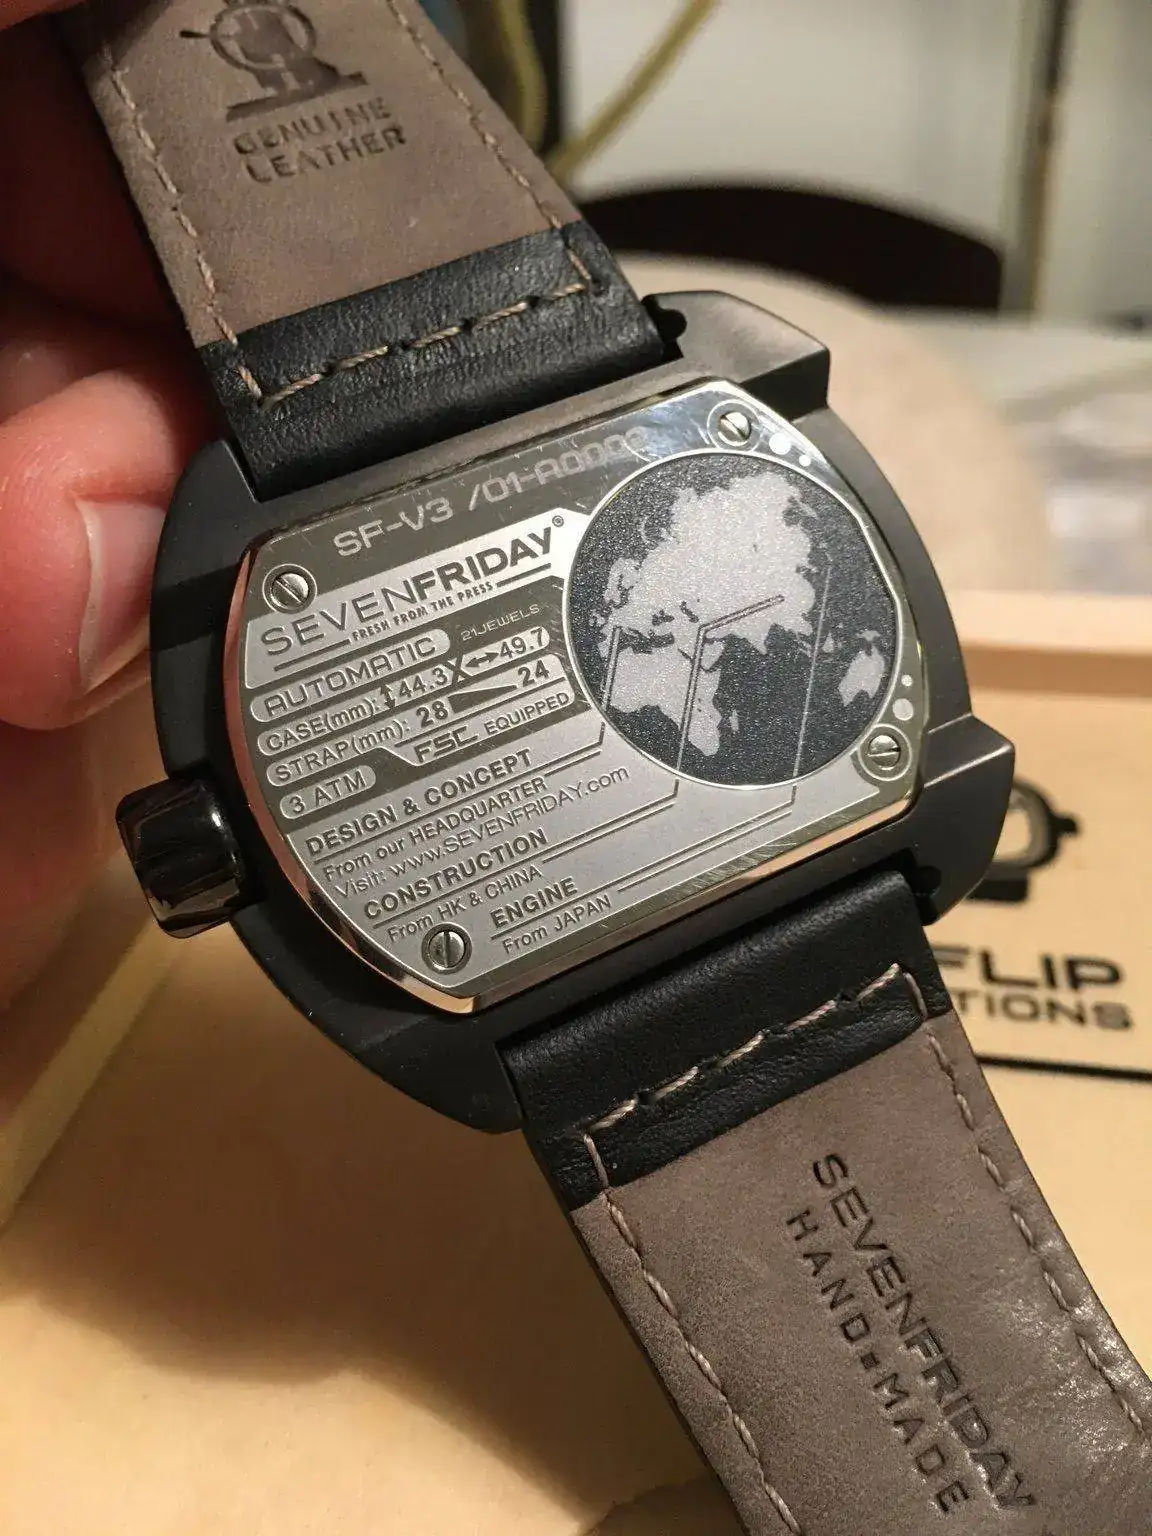 GENUINE
LEATHER
SF-V3 /01-A0000
SEVENFRIDAY®
FRESH FROM THE PRESS
AUTOMATIC 21JEWELS
CASE(mm): ↕44.3X↔49.7
STRAP(mm): 28 24
3 ATM FSC EQUIPPED
DESIGN & CONCEPT
From our HEADQUARTER
Visit: www.SEVENFRIDAY.com
CONSTRUCTION
From HK & CHINA
ENGINE
From JAPAN
FLIP
TIONS
SEVENFRIDAY
HAND MADE